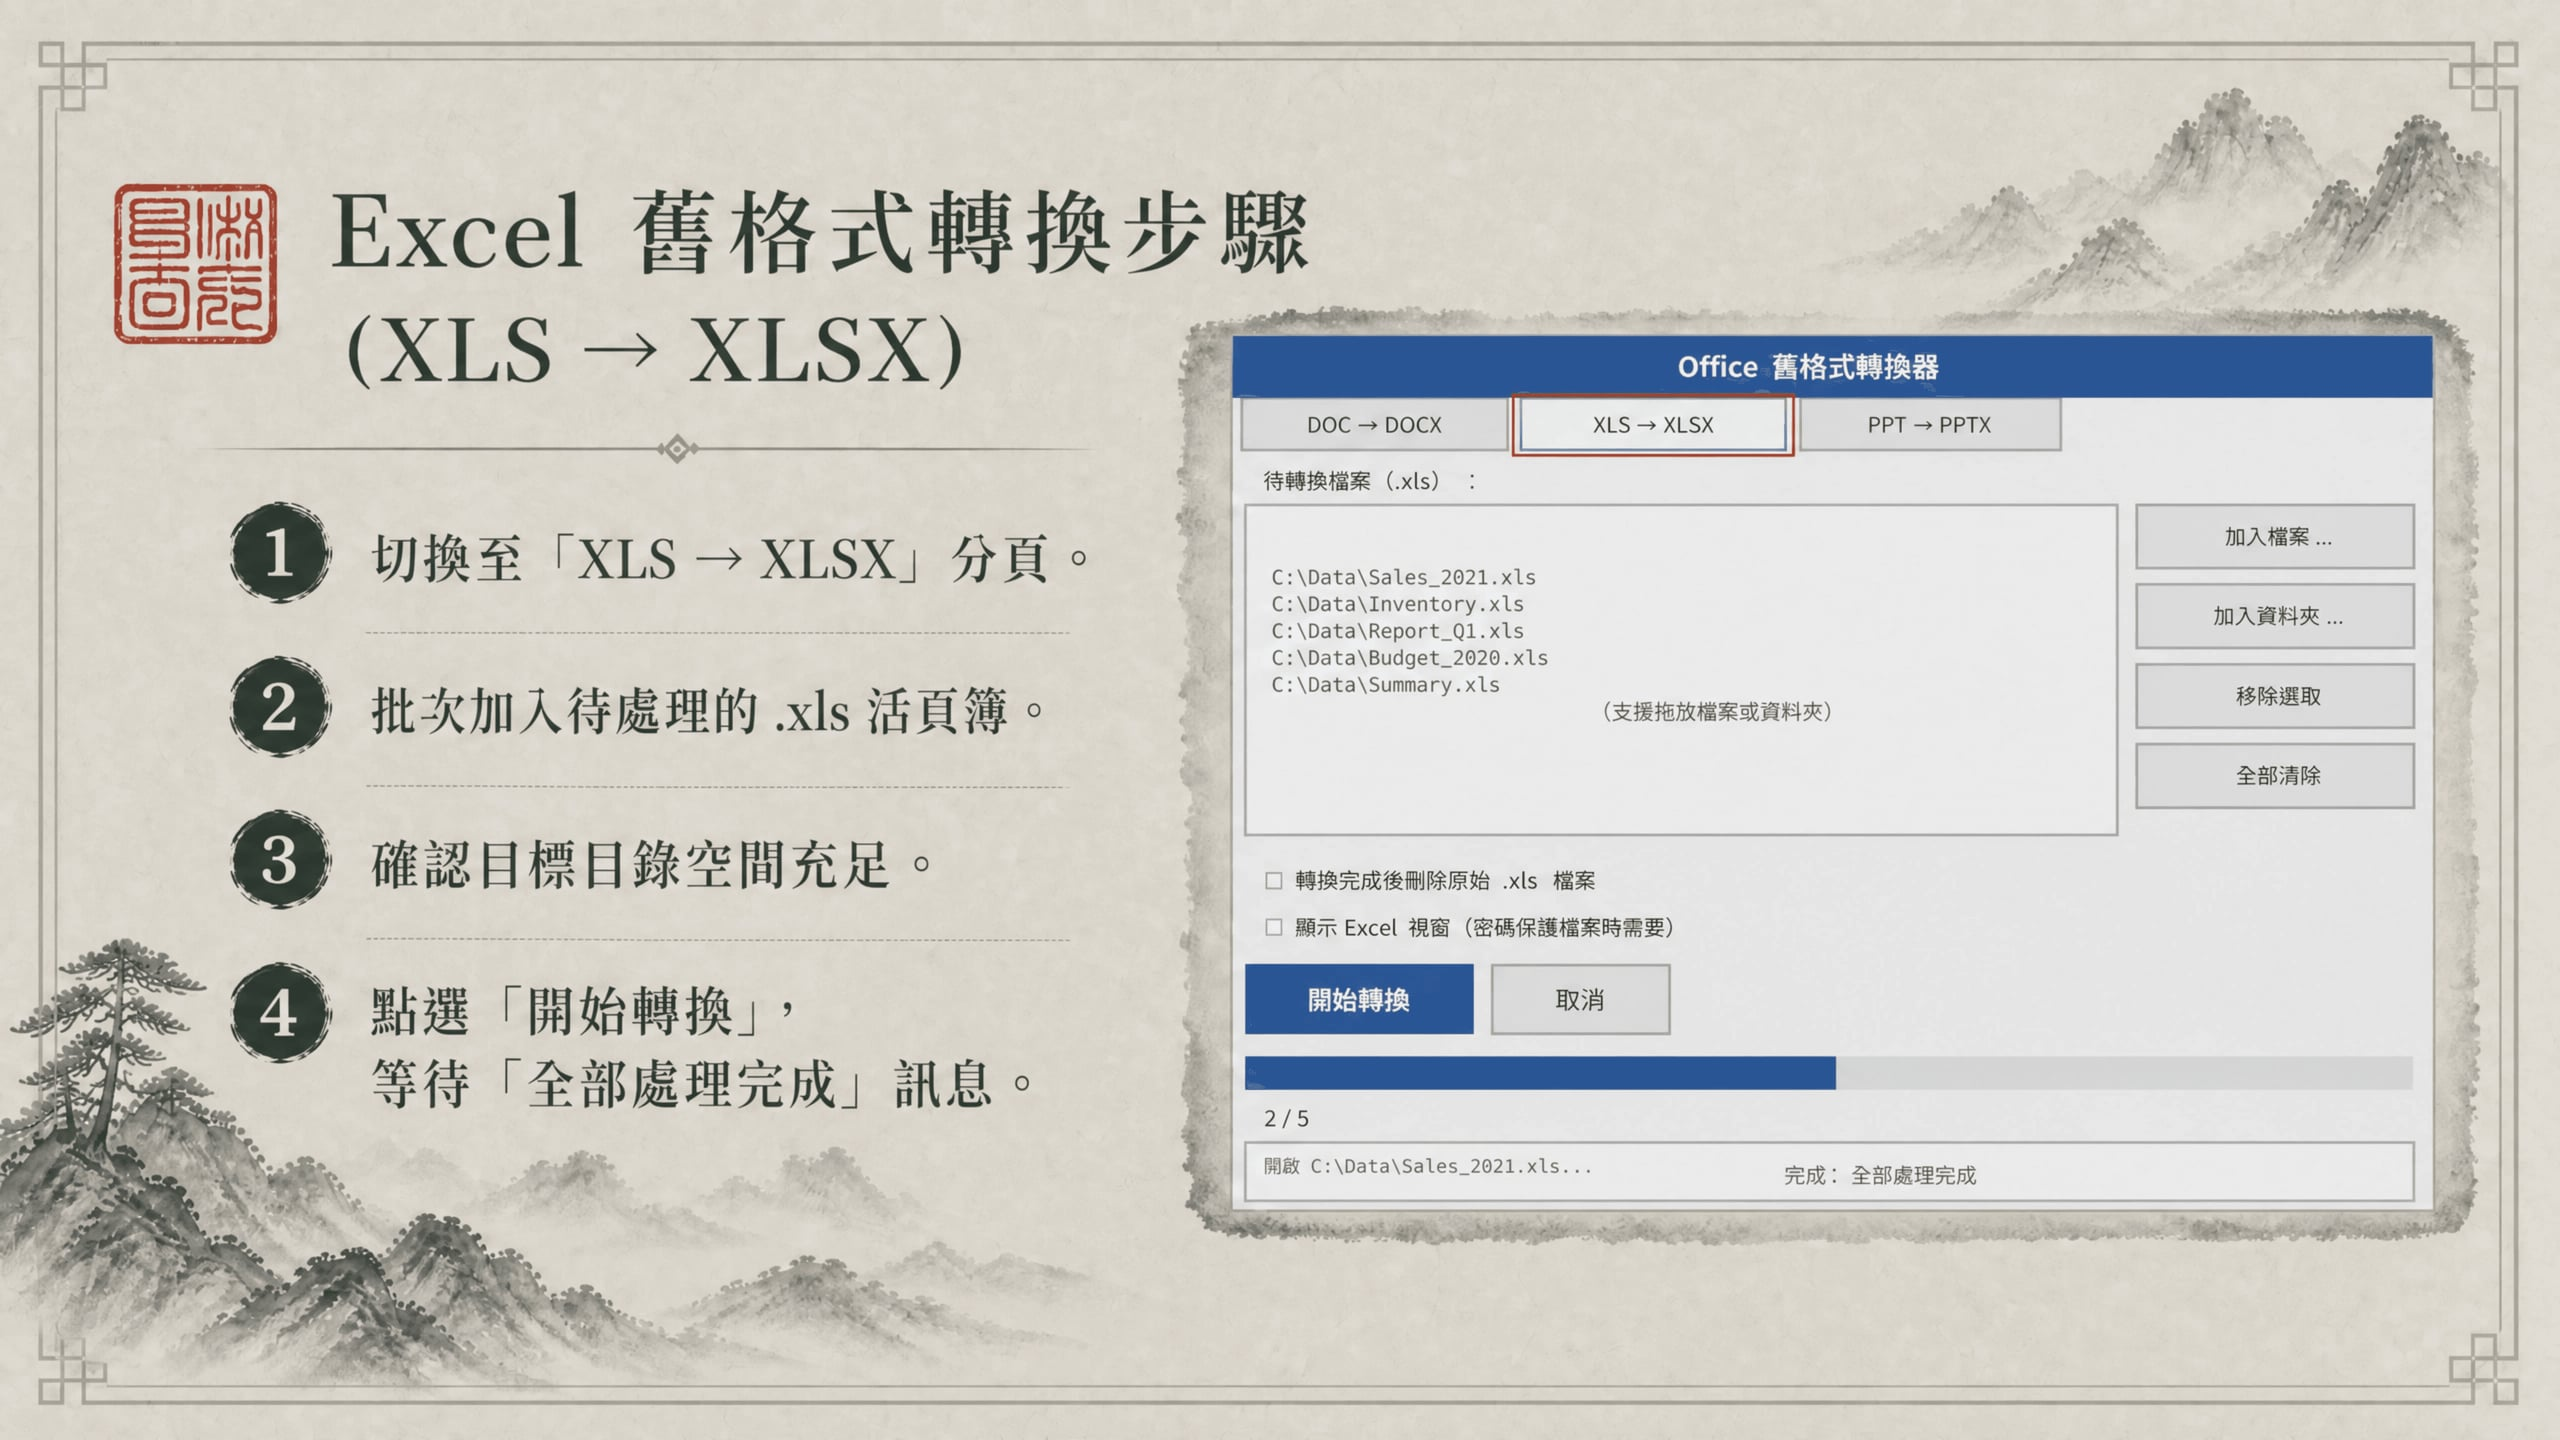 Excel 舊格式轉換步驟
(XLS → XLSX)
1 切換至「XLS → XLSX」分頁。
2 批次加入待處理的 .xls 活頁簿。
3 確認目標目錄空間充足。
4 點選「開始轉換」,
等待「全部處理完成」訊息。
Office 舊格式轉換器
DOC → DOCX
XLS → XLSX
PPT → PPTX
待轉換檔案（.xls）：
C:\Data\Sales_2021.xls
C:\Data\Inventory.xls
C:\Data\Report_Q1.xls
C:\Data\Budget_2020.xls
C:\Data\Summary.xls
（支援拖放檔案或資料夾）
加入檔案 ...
加入資料夾 ...
移除選取
全部清除
轉換完成後刪除原始 .xls 檔案
顯示 Excel 視窗（密碼保護檔案時需要）
開始轉換
取消
2 / 5
開啟 C:\Data\Sales_2021.xls...
完成：全部處理完成